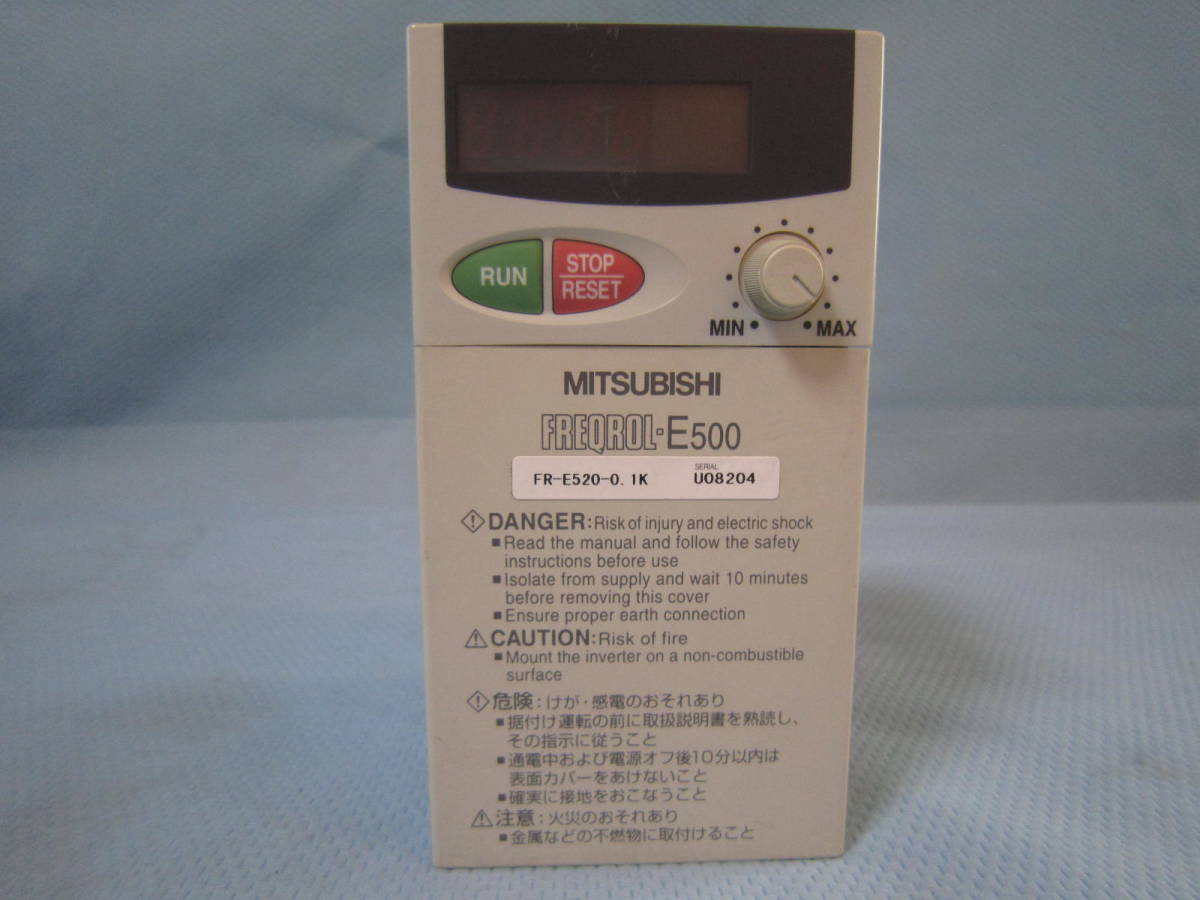 RUN
STOP
RESET
MIN
MAX
MITSUBISHI
FREQROL-E500
SERIAL
FR-E520-0.1K U08204
DANGER:Risk of injury and electric shock
■Read the manual and follow the safety
instructions before use
■Isolate from supply and wait 10 minutes
before removing this cover
■Ensure proper earth connection
CAUTION:Risk of fire
■Mount the inverter on a non-combustible
surface
危険:けが・感電のおそれあり
■据付け運転の前に取扱説明書を熟読し、
その指示に従うこと
■通電中および電源オフ後10分以内は
表面カバーをあけないこと
■確実に接地をおこなうこと
注意:火災のおそれあり
■金属などの不燃物に取付けること